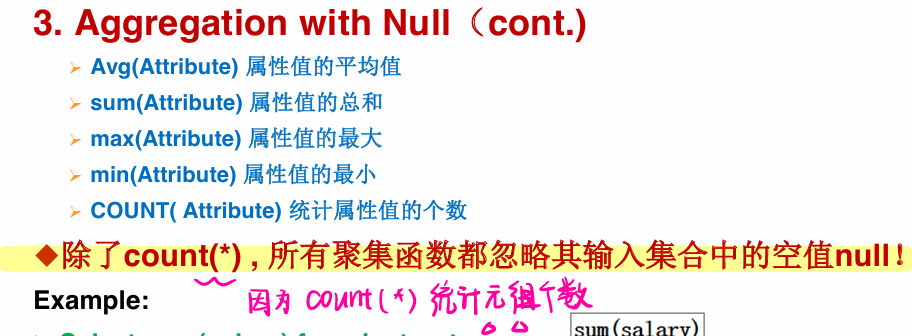 3. Aggregation with Null（cont.)
➢ Avg(Attribute) 属性值的平均值
➢ sum(Attribute) 属性值的总和
➢ max(Attribute) 属性值的最大
➢ min(Attribute) 属性值的最小
➢ COUNT( Attribute) 统计属性值的个数
◆除了count(*) , 所有聚集函数都忽略其输入集合中的空值null！
Example: 因为 count(*) 统计元组个数
sum(salary)